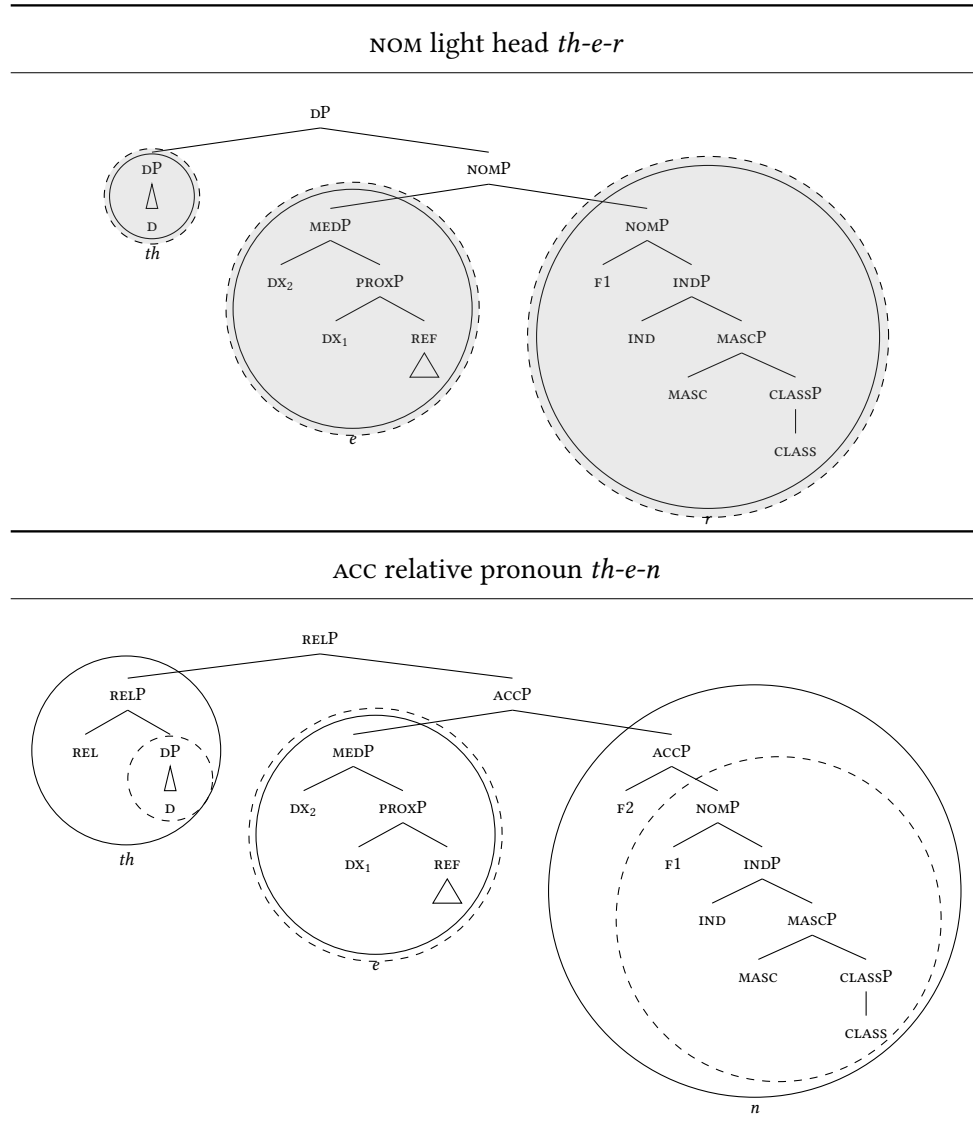 NOM light head th-e-r
DP
DP NOMP
D MEDP NOMP
th
DX₂ PROXP F1 INDP
DX₁ REF IND MASCP
MASC CLASSP
e CLASS
r
ACC relative pronoun th-e-n
RELP
RELP ACCP
REL DP MEDP ACCP
D DX₂ PROXP F2 NOMP
th DX₁ REF F1 INDP
IND MASCP
e MASC CLASSP
CLASS
n